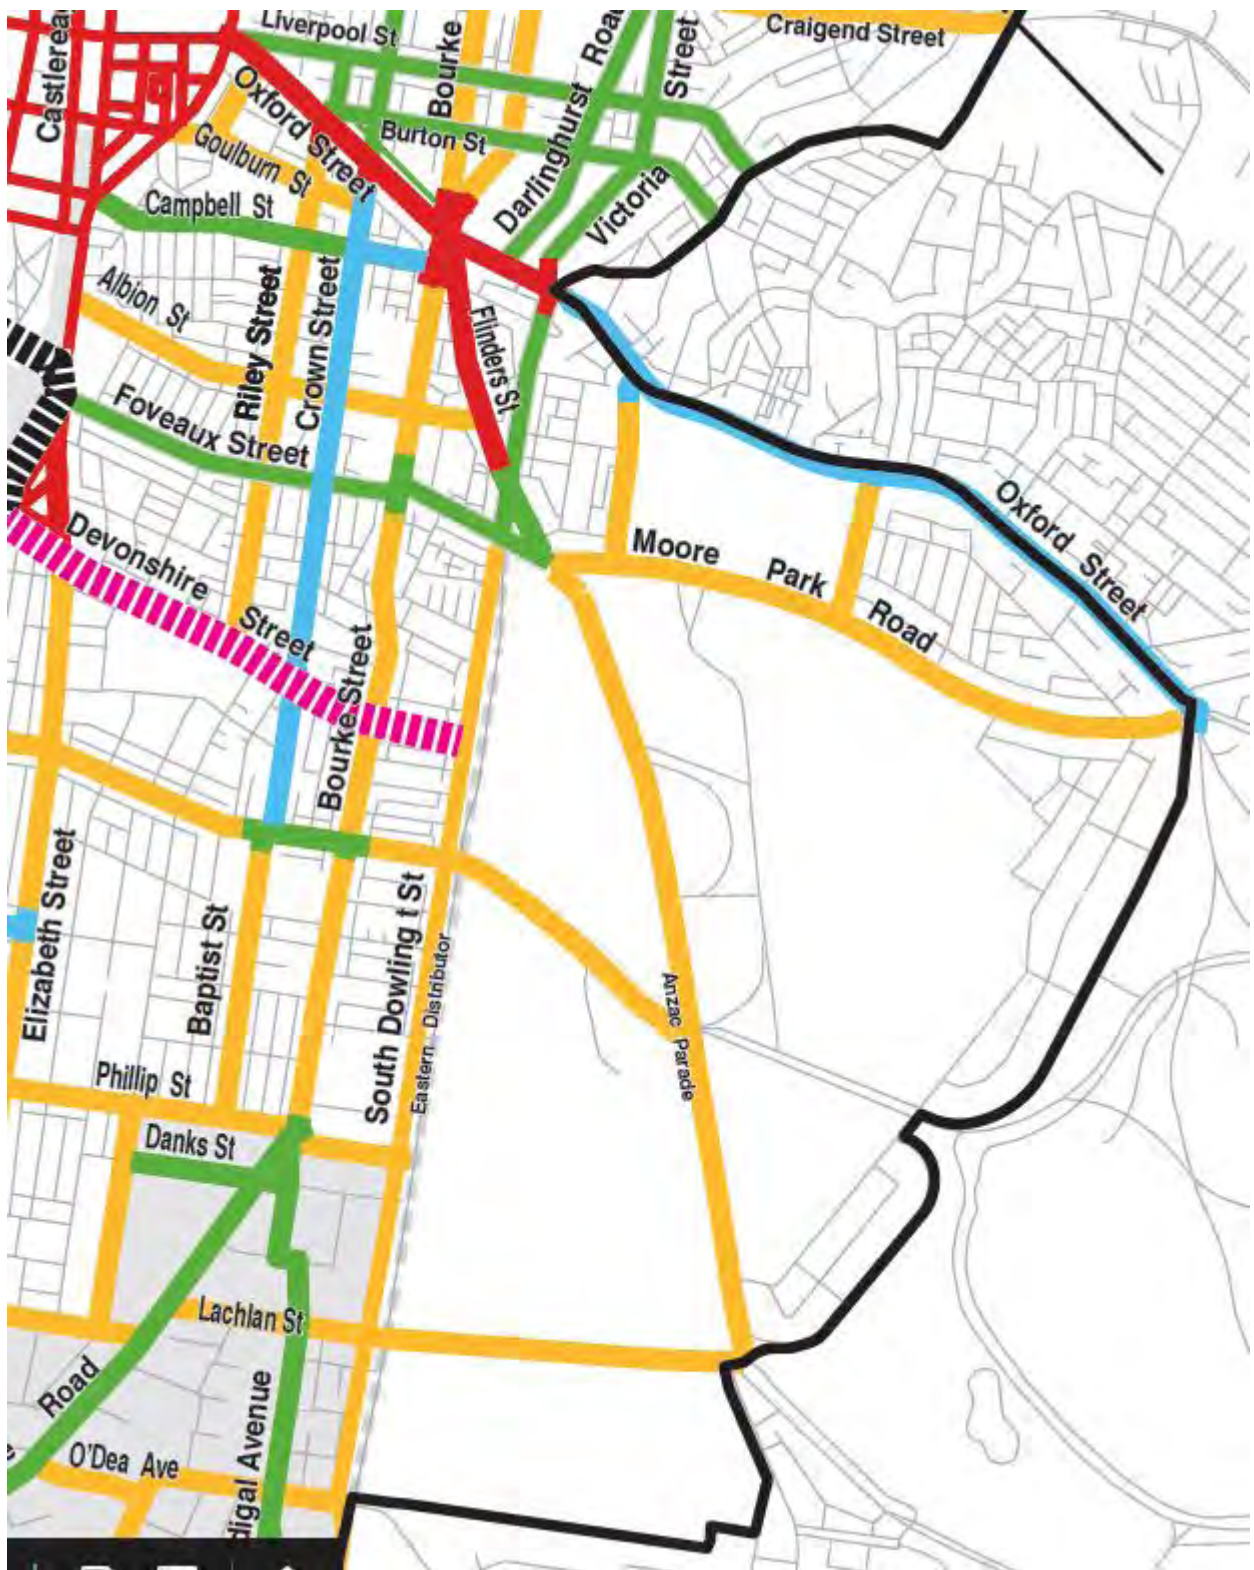 Liverpool St
Bourke
Darlinghurst Road
Street
Craigend Street
Oxford Street
Burton St
Goulburn St
Campbell St
Victoria
Albion St
Riley Street
Crown Street
Flinders St
Foveaux Street
Oxford Street
Devonshire Street
Moore Park Road
Bourke Street
Elizabeth Street
Baptist St
South Dowling t St
Eastern Distributor
Anzac Parade
Phillip St
Danks St
Lachlan St
Road
O'Dea Ave
digal Avenue